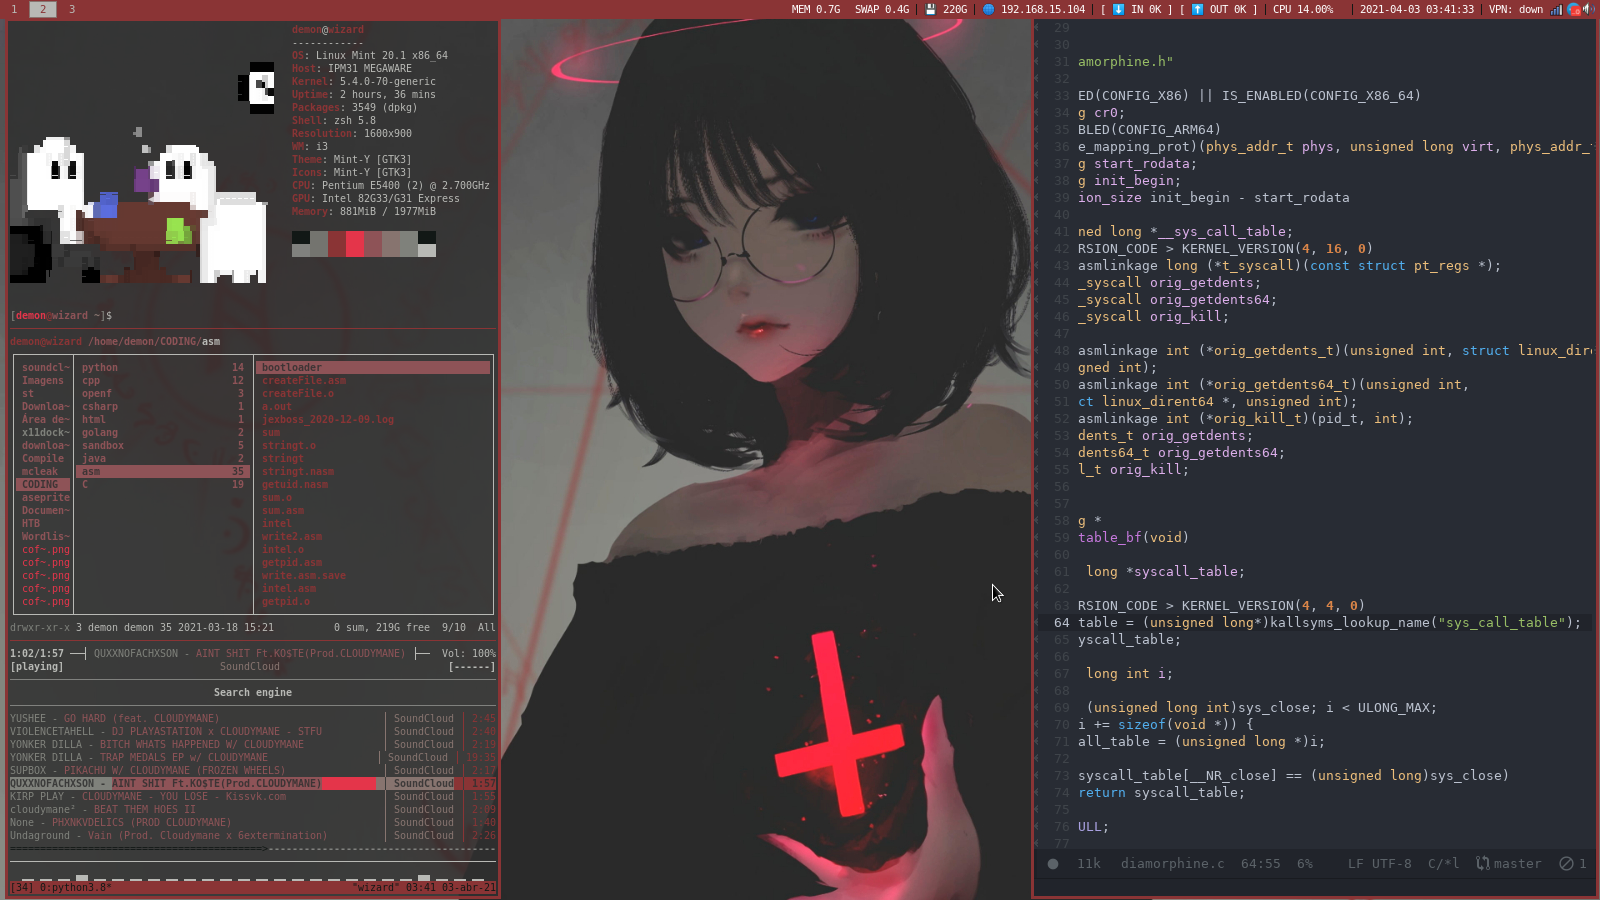 1 2 3 MEM 0.7G SWAP 0.4G | 220G | 192.168.15.104 | [ IN 0K ] [ OUT 0K ] | CPU 14.00% | 2021-04-03 03:41:33 | VPN: down
demon@wizard
------------
OS: Linux Mint 20.1 x86_64
Host: IPM31 MEGAWARE
Kernel: 5.4.0-70-generic
Uptime: 2 hours, 36 mins
Packages: 3549 (dpkg)
Shell: zsh 5.8
Resolution: 1600x900
WM: i3
Theme: Mint-Y [GTK3]
Icons: Mint-Y [GTK3]
CPU: Pentium E5400 (2) @ 2.700GHz
GPU: Intel 82G33/G31 Express
Memory: 881MiB / 1977MiB
[demon@wizard ~]$
demon@wizard /home/demon/CODING/asm
soundcl~ python 14 bootloader
Imagens cpp 12 createFile.asm
st openf 3 createFile.o
Downloa~ csharp 1 a.out
Área de~ html 1 jexboss_2020-12-09.log
x11dock~ golang 2 sum
downloa~ sandbox 5 stringt.o
Compile java 2 stringt
mcleak asm 35 stringt.nasm
CODING C 19 getuid.nasm
aseprite sum.o
Documen~ sum.asm
HTB intel
Wordlis~ write2.asm
cof~.png intel.o
cof~.png getpid.asm
cof~.png write.asm.save
cof~.png intel.asm
cof~.png getpid.o
drwxr-xr-x 3 demon demon 35 2021-03-18 15:21 0 sum, 219G free 9/10 All
1:02/1:57 ──┤ QUXXNOFACHXSON - AINT SHIT Ft.KO$TE(Prod.CLOUDYMANE) ├── Vol: 100%
[playing] SoundCloud [------]
Search engine
YUSHEE - GO HARD (feat. CLOUDYMANE) │ SoundCloud │ 2:45
VIOLENCETAHELL - DJ PLAYASTATION x CLOUDYMANE - STFU │ SoundCloud │ 2:40
YONKER DILLA - BITCH WHATS HAPPENED W/ CLOUDYMANE │ SoundCloud │ 2:19
YONKER DILLA - TRAP MEDALS EP w/ CLOUDYMANE │ SoundCloud │ 19:35
SUPBOX - PIKACHU W/ CLOUDYMANE (FROZEN WHEELS) │ SoundCloud │ 2:17
QUXXNOFACHXSON - AINT SHIT Ft.KO$TE(Prod.CLOUDYMANE) │ SoundCloud │ 1:57
KIRP PLAY - CLOUDYMANE - YOU LOSE - Kissvk.com │ SoundCloud │ 1:55
cloudymane² - BEAT THEM HOES II │ SoundCloud │ 2:09
None - PHXNKVDELICS (PROD CLOUDYMANE) │ SoundCloud │ 1:40
Undaground - Vain (Prod. Cloudymane x 6extermination) │ SoundCloud │ 2:26
[34] 0:python3.8* "wizard" 03:41 03-abr-21
29
30
31 amorphine.h"
32
33 ED(CONFIG_X86) || IS_ENABLED(CONFIG_X86_64)
34 g cr0;
35 BLED(CONFIG_ARM64)
36 e_mapping_prot)(phys_addr_t phys, unsigned long virt, phys_addr_
37 g start_rodata;
38 g init_begin;
39 ion_size init_begin - start_rodata
40
41 ned long *__sys_call_table;
42 RSION_CODE > KERNEL_VERSION(4, 16, 0)
43 asmlinkage long (*t_syscall)(const struct pt_regs *);
44 _syscall orig_getdents;
45 _syscall orig_getdents64;
46 _syscall orig_kill;
47
48 asmlinkage int (*orig_getdents_t)(unsigned int, struct linux_dir
49 gned int);
50 asmlinkage int (*orig_getdents64_t)(unsigned int,
51 ct linux_dirent64 *, unsigned int);
52 asmlinkage int (*orig_kill_t)(pid_t, int);
53 dents_t orig_getdents;
54 dents64_t orig_getdents64;
55 l_t orig_kill;
56
57
58 g *
59 table_bf(void)
60
61 long *syscall_table;
62
63 RSION_CODE > KERNEL_VERSION(4, 4, 0)
64 table = (unsigned long*)kallsyms_lookup_name("sys_call_table");
65 yscall_table;
66
67 long int i;
68
69 (unsigned long int)sys_close; i < ULONG_MAX;
70 i += sizeof(void *)) {
71 all_table = (unsigned long *)i;
72
73 syscall_table[__NR_close] == (unsigned long)sys_close)
74 return syscall_table;
75
76 ULL;
77
11k diamorphine.c 64:55 6% LF UTF-8 C/*l master 1